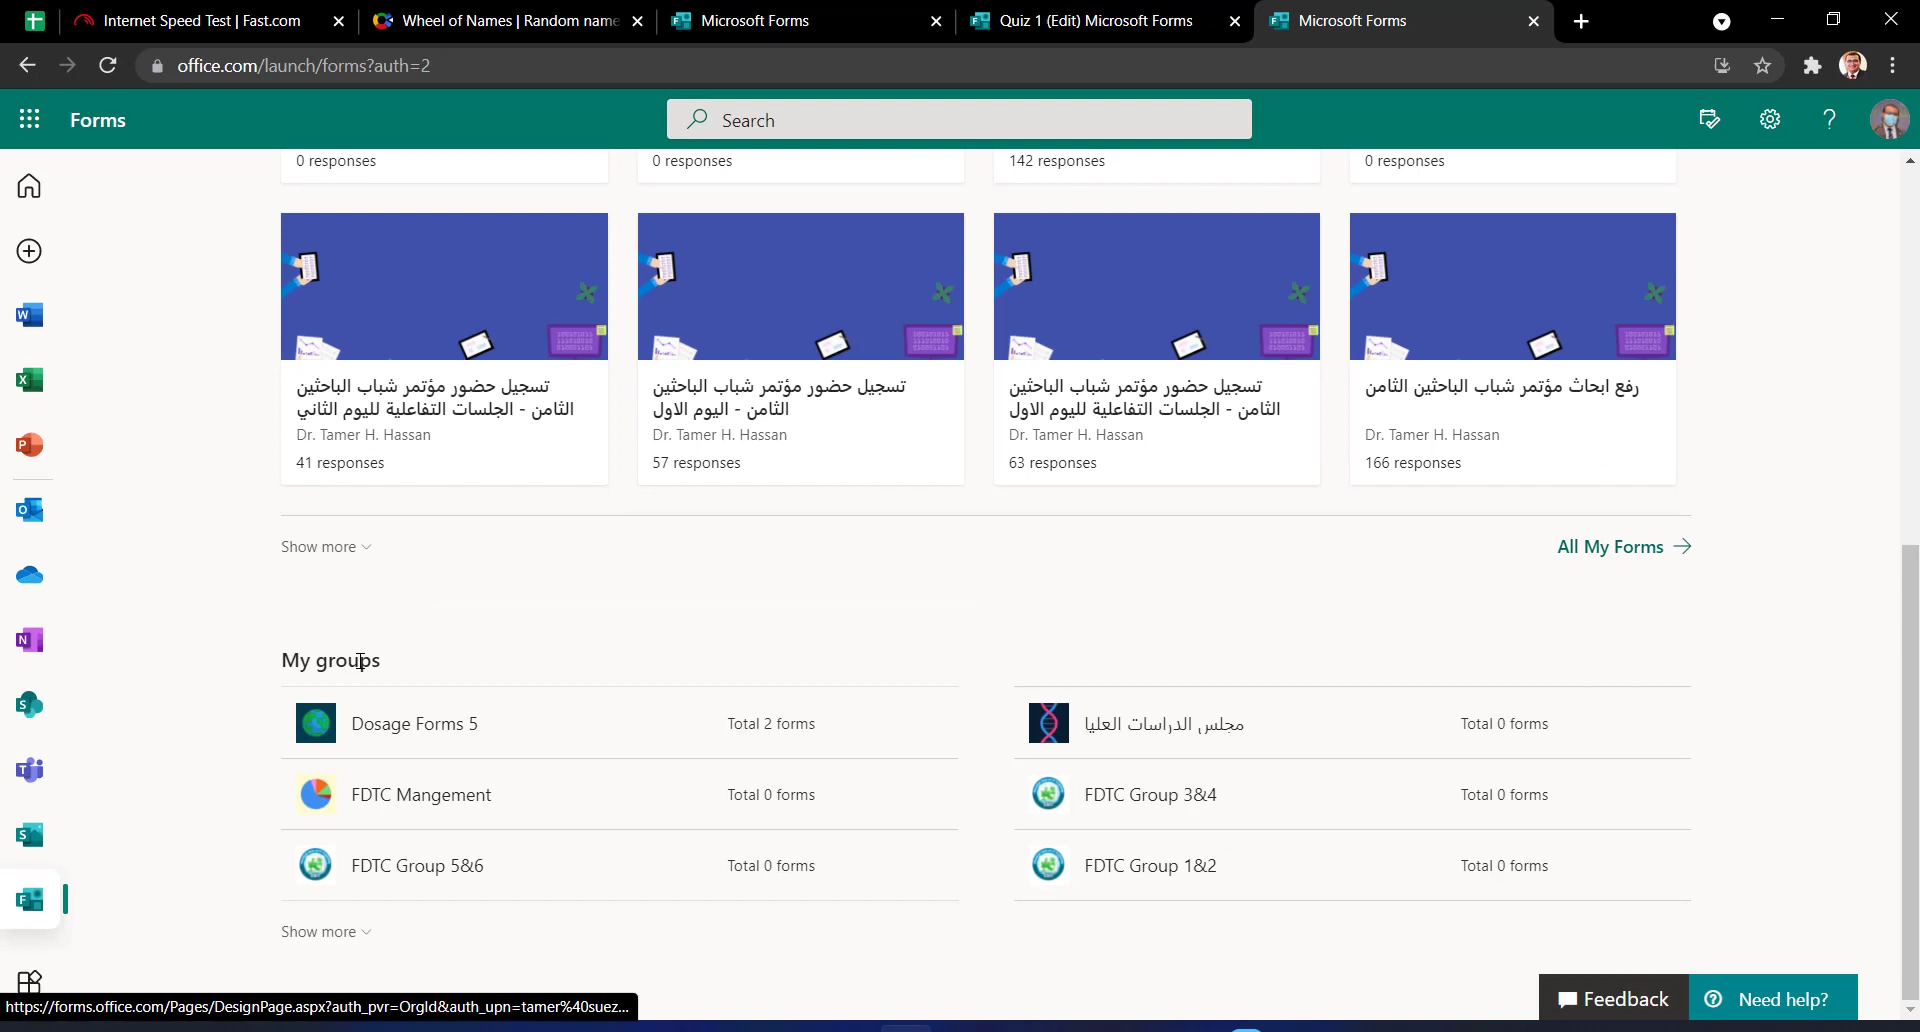 Internet Speed Test | Fast.com
Wheel of Names | Random name
Microsoft Forms
Quiz 1 (Edit) Microsoft Forms
Microsoft Forms
office.com/launch/forms?auth=2
Forms
Search
0 responses
0 responses
142 responses
0 responses
تسجيل حضور مؤتمر شباب الباحثين
الثامن - الجلسات التفاعلية لليوم الثاني
Dr. Tamer H. Hassan
41 responses
تسجيل حضور مؤتمر شباب الباحثين
الثامن - اليوم الاول
Dr. Tamer H. Hassan
57 responses
تسجيل حضور مؤتمر شباب الباحثين
الثامن - الجلسات التفاعلية لليوم الاول
Dr. Tamer H. Hassan
63 responses
رفع ابحاث مؤتمر شباب الباحثين الثامن
Dr. Tamer H. Hassan
166 responses
Show more
All My Forms
My groups
Dosage Forms 5
Total 2 forms
مجلس الدراسات العليا
Total 0 forms
FDTC Mangement
Total 0 forms
FDTC Group 3&4
Total 0 forms
FDTC Group 5&6
Total 0 forms
FDTC Group 1&2
Total 0 forms
Show more
Feedback
Need help?
https://forms.office.com/Pages/DesignPage.aspx?auth_pvr=OrgId&auth_upn=tamer%40suez...